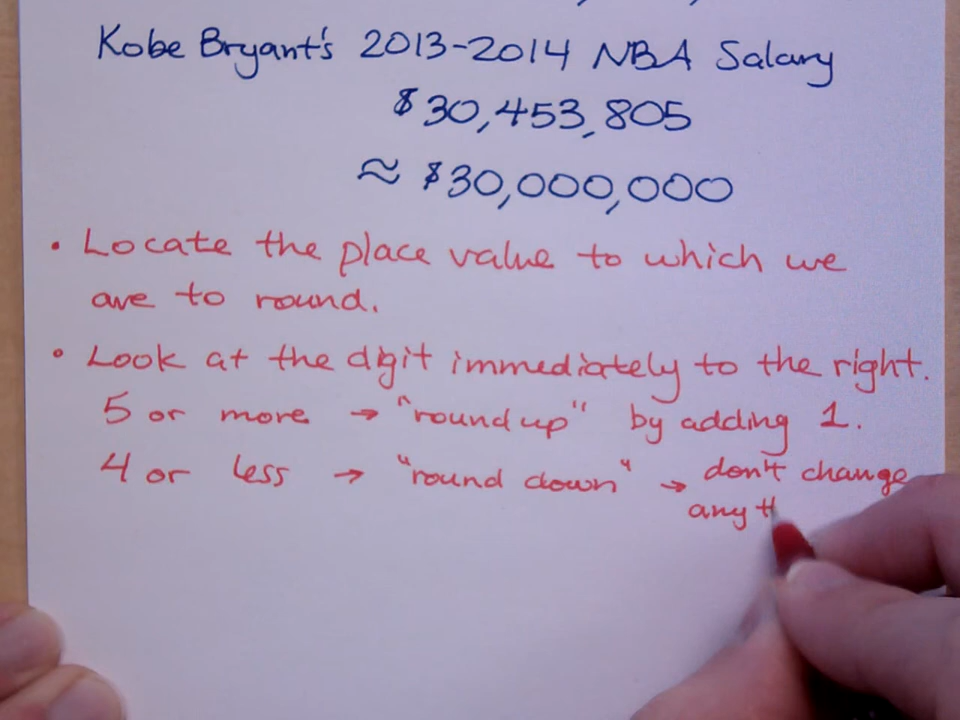 Kobe Bryant's 2013-2014 NBA Salary
$30,453,805
≈ $30,000,000
• Locate the place value to which we
are to round.
• Look at the digit immediately to the right.
5 or more → "round up" by adding 1.
4 or less → "round down" → don't change
any t